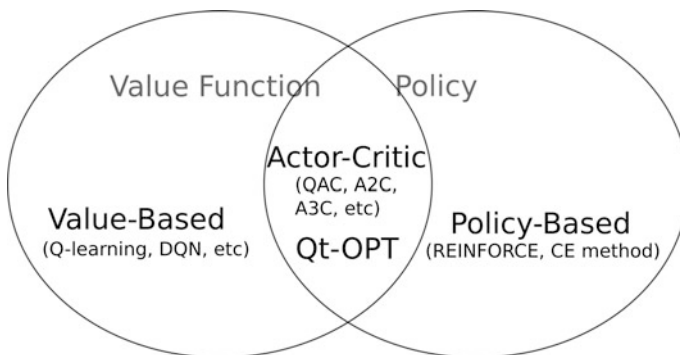 Value Function Policy
Actor-Critic
(QAC, A2C,
A3C, etc)
Value-Based
(Q-learning, DQN, etc)
Qt-OPT
Policy-Based
(REINFORCE, CE method)